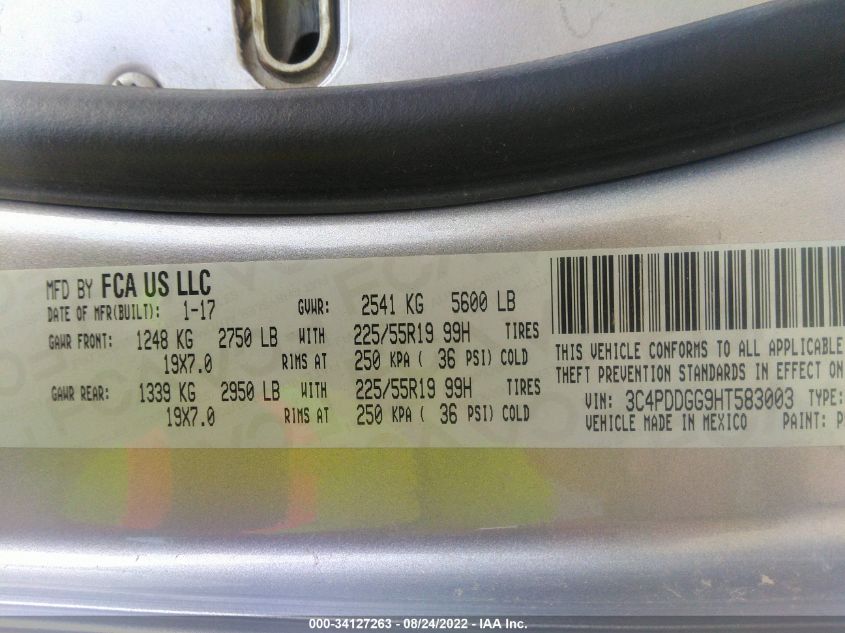 MFD BY FCA US LLC
DATE OF MFR(BUILT): 1-17 GVWR: 2541 KG 5600 LB
GAWR FRONT: 1248 KG 2750 LB WITH 225/55R19 99H TIRES
19X7.0 RIMS AT 250 KPA ( 36 PSI) COLD
GAWR REAR: 1339 KG 2950 LB WITH 225/55R19 99H TIRES
19X7.0 RIMS AT 250 KPA ( 36 PSI) COLD
THIS VEHICLE CONFORMS TO ALL APPLICABLE
THEFT PREVENTION STANDARDS IN EFFECT ON
VIN: 3C4PDDGG9HT583003 TYPE:
VEHICLE MADE IN MEXICO PAINT: P
000-34127263 - 08/24/2022 - IAA Inc.